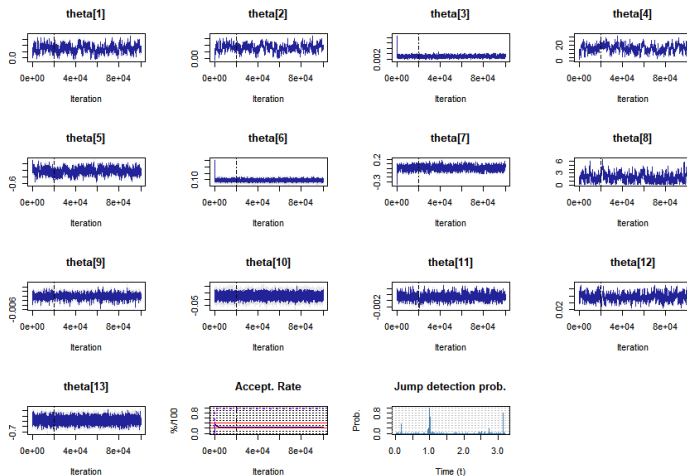 theta[1] theta[2] theta[3] theta[4]
0.0 0.00 0.002 0 20
0e+00 4e+04 8e+04 0e+00 4e+04 8e+04 0e+00 4e+04 8e+04 0e+00 4e+04 8e+04
Iteration Iteration Iteration Iteration
theta[5] theta[6] theta[7] theta[8]
-0.6 0.10 -0.3 0.2 0 3 6
0e+00 4e+04 8e+04 0e+00 4e+04 8e+04 0e+00 4e+04 8e+04 0e+00 4e+04 8e+04
Iteration Iteration Iteration Iteration
theta[9] theta[10] theta[11] theta[12]
-0.006 -0.05 -0.002 0.02
0e+00 4e+04 8e+04 0e+00 4e+04 8e+04 0e+00 4e+04 8e+04 0e+00 4e+04 8e+04
Iteration Iteration Iteration Iteration
theta[13] Accept. Rate Jump detection prob.
-0.7 %/100 0.0 0.4 0.8 Prob. 0.0 0.4 0.8
0e+00 4e+04 8e+04 0e+00 4e+04 8e+04 0.0 1.0 2.0 3.0
Iteration Iteration Time (t)